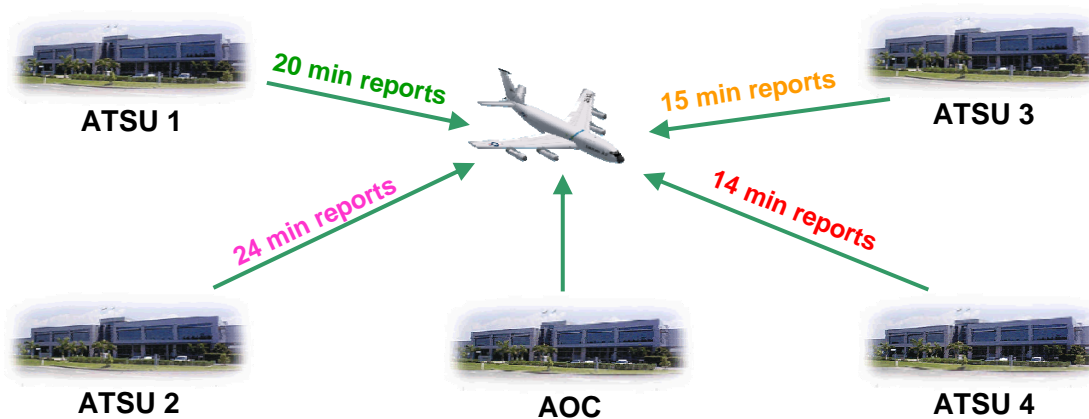 20 min reports
15 min reports
ATSU 1
ATSU 3
24 min reports
14 min reports
ATSU 2
AOC
ATSU 4